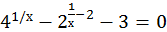 4^{1/x} − 2^{\frac{1}{x}−2} − 3 = 0